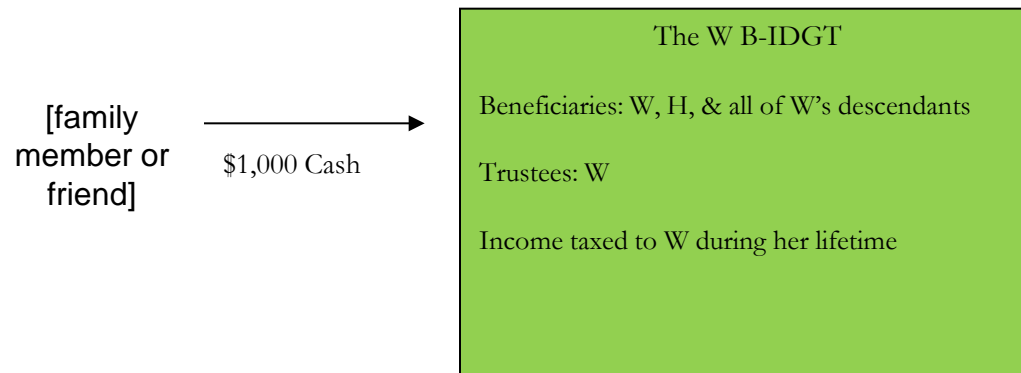 [family
member or
friend]
$1,000 Cash
The W B-IDGT
Beneficiaries: W, H, & all of W’s descendants
Trustees: W
Income taxed to W during her lifetime